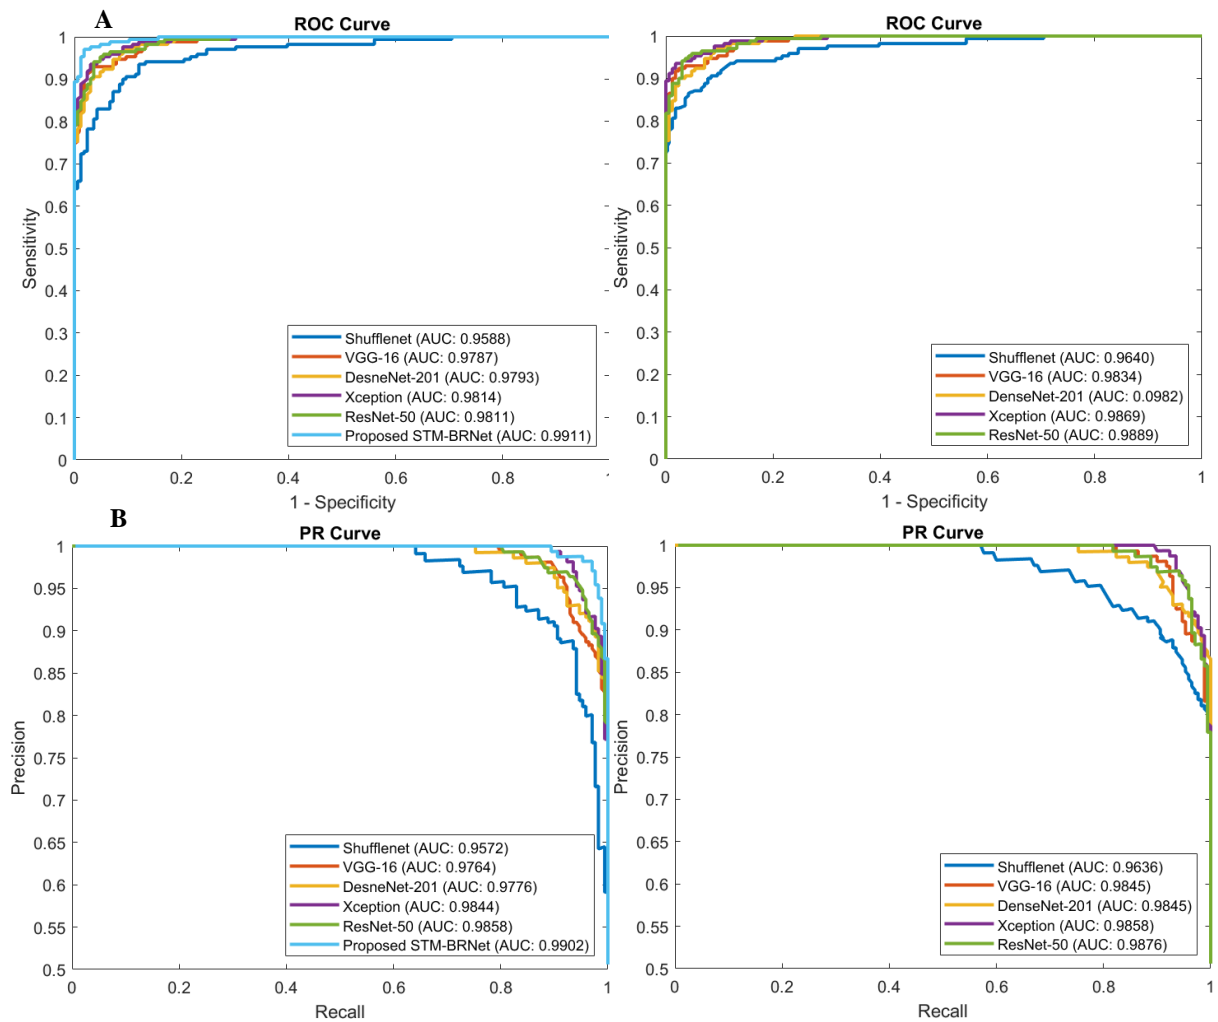 A
ROC Curve
1
0.9
0.8
0.7
0.6
0.5
0.4
0.3
0.2
0.1
0
Sensitivity
Shufflenet (AUC: 0.9588)
VGG-16 (AUC: 0.9787)
DesneNet-201 (AUC: 0.9793)
Xception (AUC: 0.9814)
ResNet-50 (AUC: 0.9811)
Proposed STM-BRNet (AUC: 0.9911)
0 0.2 0.4 0.6 0.8
1 - Specificity
ROC Curve
1
0.9
0.8
0.7
0.6
0.5
0.4
0.3
0.2
0.1
0
Sensitivity
Shufflenet (AUC: 0.9640)
VGG-16 (AUC: 0.9834)
DenseNet-201 (AUC: 0.0982)
Xception (AUC: 0.9869)
ResNet-50 (AUC: 0.9889)
0 0.2 0.4 0.6 0.8 1
1 - Specificity
B
PR Curve
1
0.95
0.9
0.85
0.8
0.75
0.7
0.65
0.6
0.55
0.5
Precision
Shufflenet (AUC: 0.9572)
VGG-16 (AUC: 0.9764)
DesneNet-201 (AUC: 0.9776)
Xception (AUC: 0.9844)
ResNet-50 (AUC: 0.9858)
Proposed STM-BRNet (AUC: 0.9902)
0 0.2 0.4 0.6 0.8 1
Recall
PR Curve
1
0.95
0.9
0.85
0.8
0.75
0.7
0.65
0.6
0.55
0.5
Precision
Shufflenet (AUC: 0.9636)
VGG-16 (AUC: 0.9845)
DenseNet-201 (AUC: 0.9845)
Xception (AUC: 0.9858)
ResNet-50 (AUC: 0.9876)
0 0.2 0.4 0.6 0.8 1
Recall